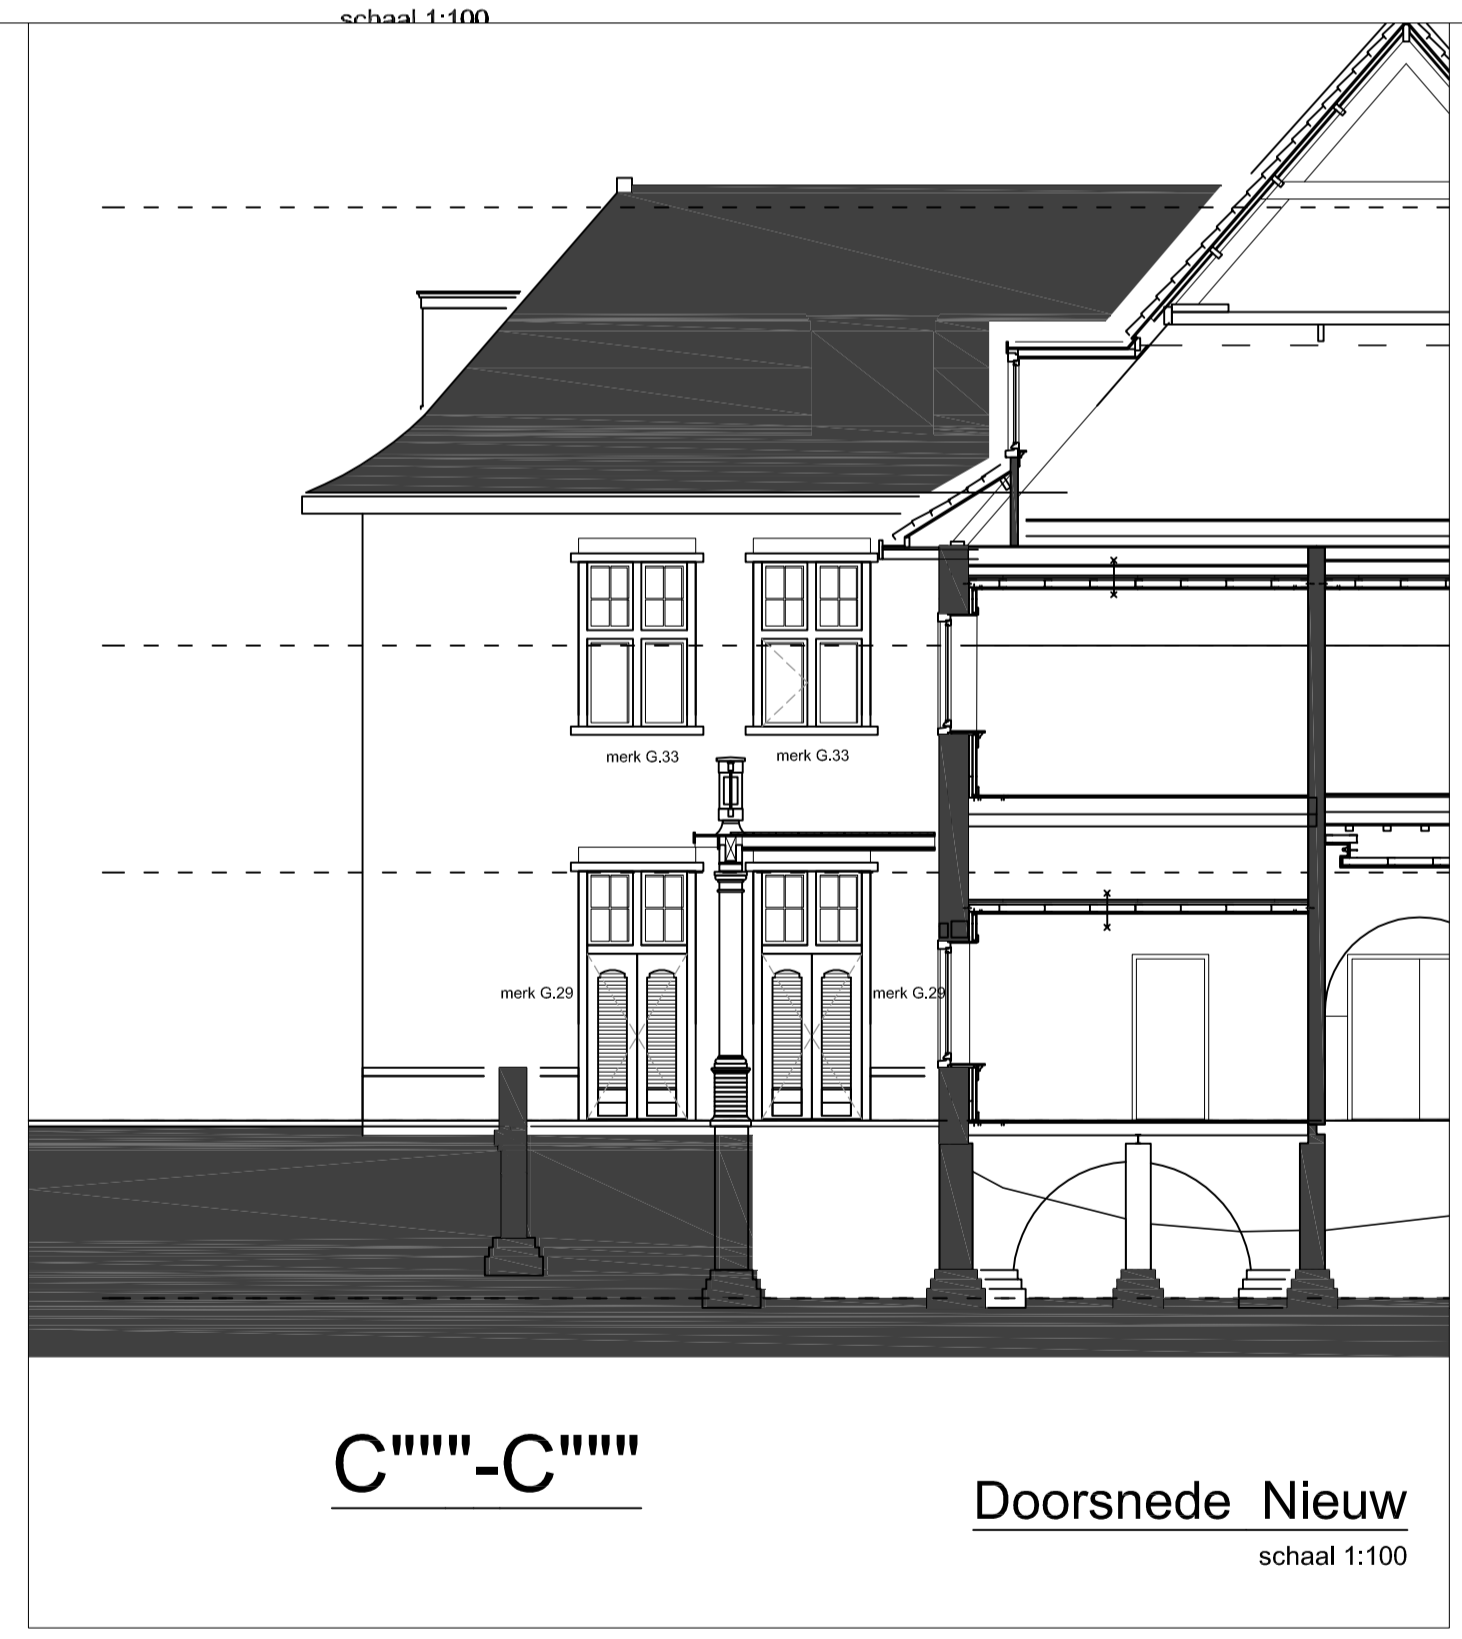 schaal 1:100
merk G.33
merk G.33
merk G.29
merk G.29
C""""-C""""
Doorsnede Nieuw
schaal 1:100